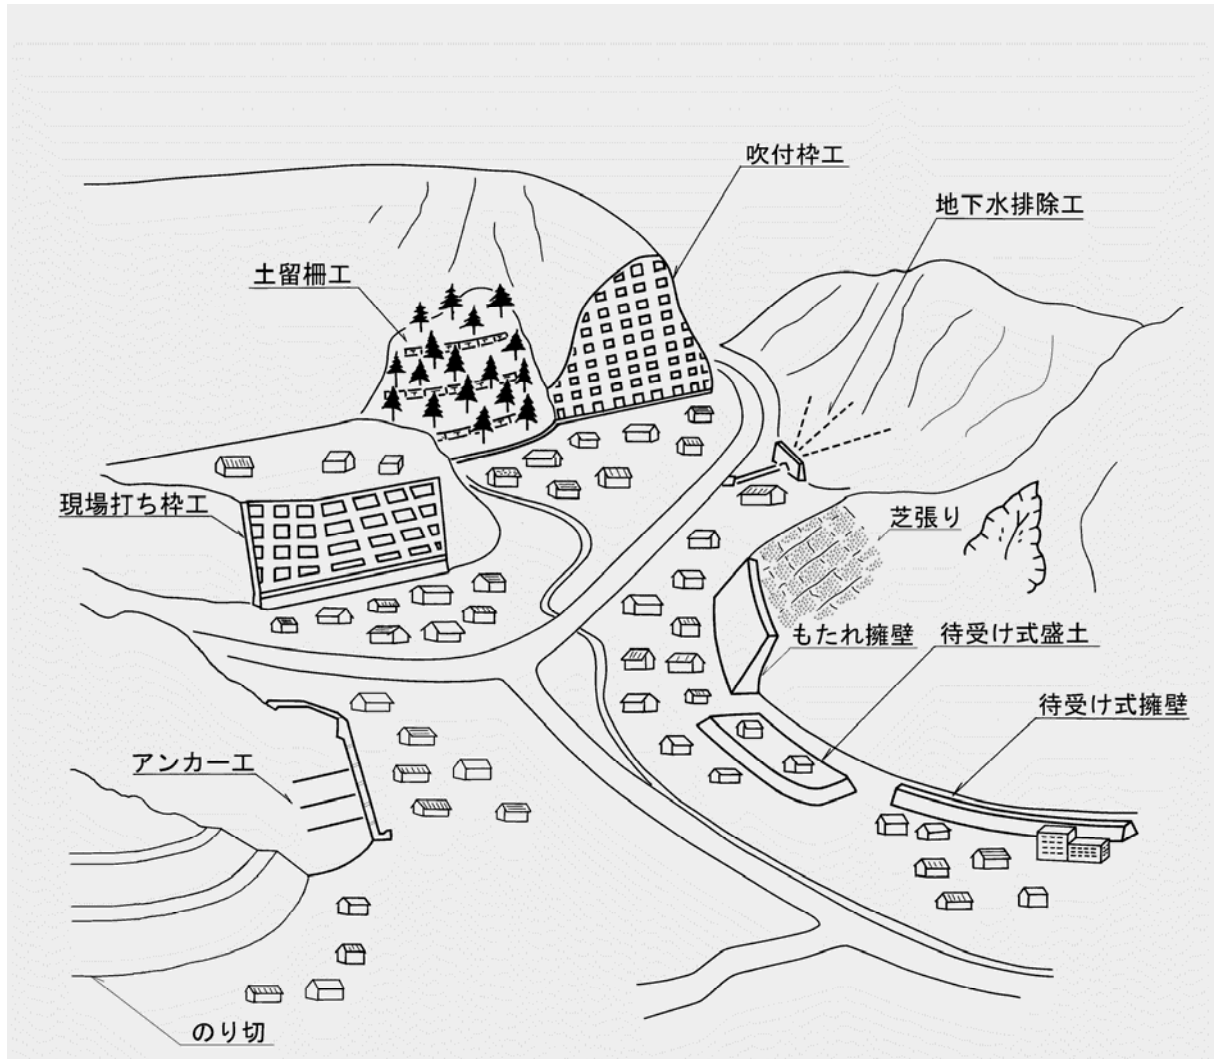 吹付枠工
地下水排除工
土留柵工
現場打ち枠工
芝張り
もたれ擁壁
待受け式盛土
待受け式擁壁
アンカー工
のり切